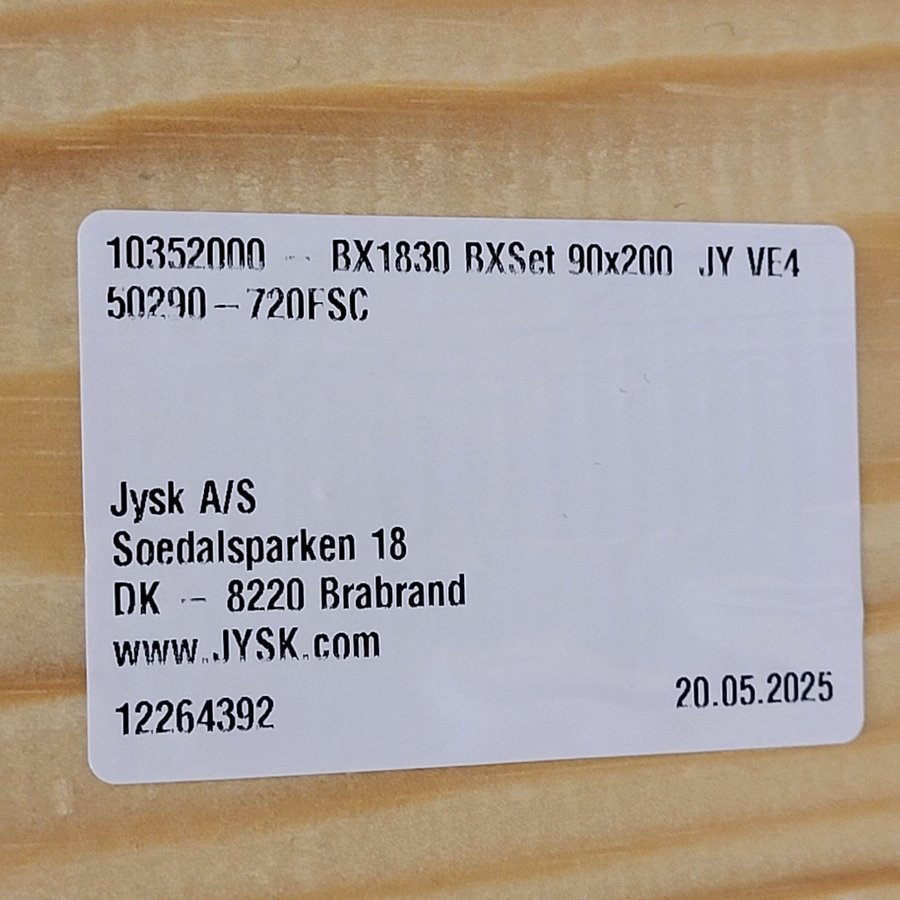 10352000 - BX1830 BXSet 90x200 JY VE4
50290-720FSC
Jysk A/S
Soedalsparken 18
DK - 8220 Brabrand
www.JYSK.com
12264392
20.05.2025